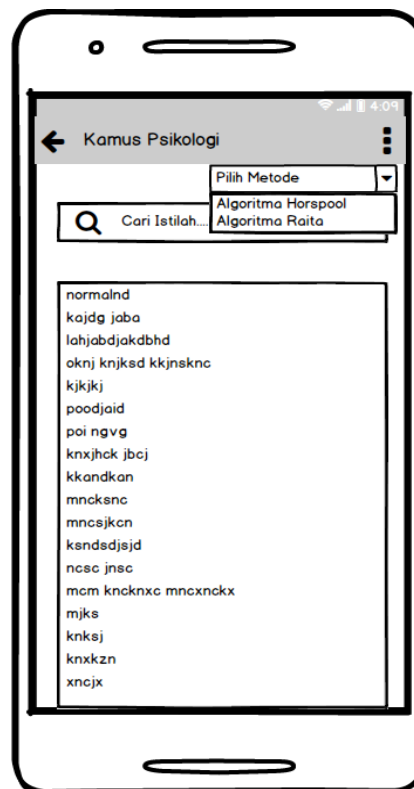 4:09
Kamus Psikologi
Pilih Metode
Algoritma Horspool
Algoritma Raita
Cari Istilah....
normalnd
kajdg jaba
lahjabdjakdbhd
oknj knjksd kkjnsknc
kjkjkj
poodjaid
poi ngvg
knxjhck jbcj
kkandkan
mncksnc
mncsjkcn
ksndsdjsjd
ncsc jnsc
mcm kncknxc mncxnckx
mjks
knksj
knxkzn
xncjx